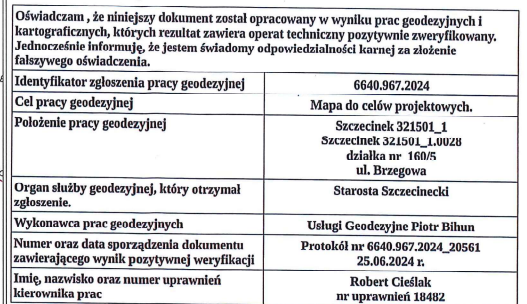 Oświadczam , że niniejszy dokument został opracowany w wyniku prac geodezyjnych i
kartograficznych, których rezultat zawiera operat techniczny pozytywnie zweryfikowany.
Jednocześnie informuję, że jestem świadomy odpowiedzialności karnej za złożenie
fałszywego oświadczenia.
Identyfikator zgłoszenia pracy geodezyjnej 6640.967.2024
Cel pracy geodezyjnej Mapa do celów projektowych.
Położenie pracy geodezyjnej Szczecinek 321501_1
Szczecinek 321501_1.0028
działka nr 160/5
ul. Brzegowa
Organ służby geodezyjnej, który otrzymał Starosta Szczecinecki
zgłoszenie.
Wykonawca prac geodezyjnych Usługi Geodezyjne Piotr Bihun
Numer oraz data sporządzenia dokumentu Protokół nr 6640.967.2024_20561
zawierającego wynik pozytywnej weryfikacji 25.06.2024 r.
Imię, nazwisko oraz numer uprawnień Robert Cieślak
kierownika prac nr uprawnień 18482